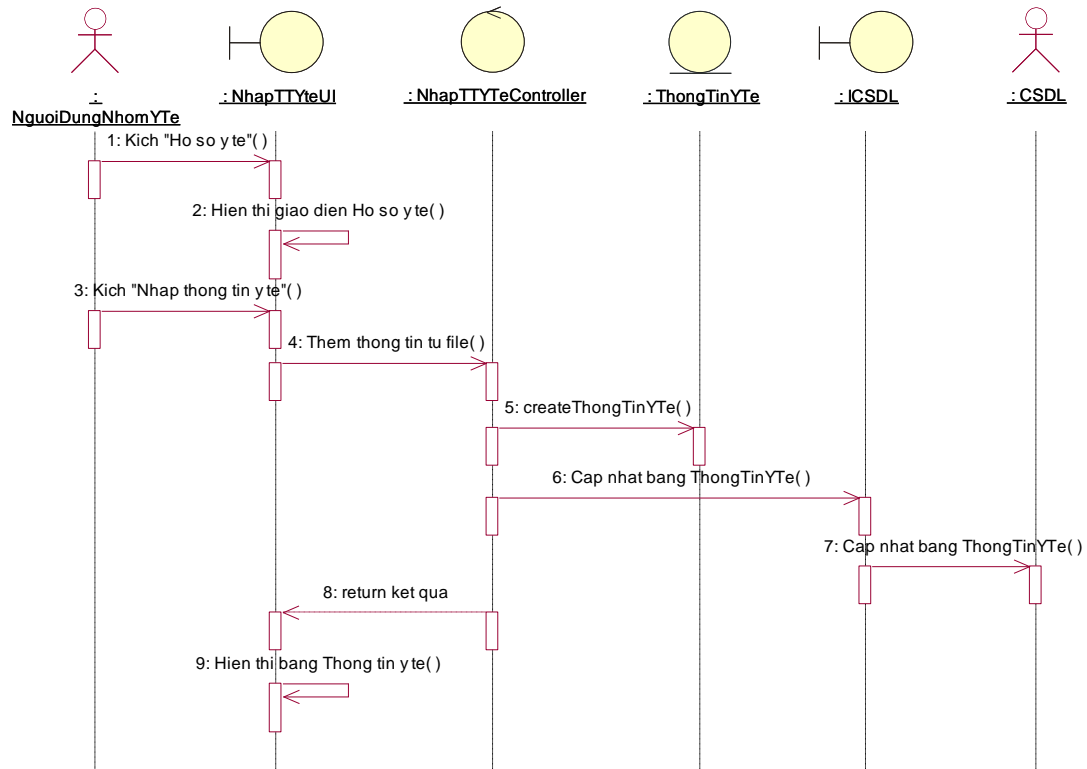 :
NguoiDungNhomYTe
: NhapTTYteUI
: NhapTTYTeController
: ThongTinYTe
: ICSDL
: CSDL
1: Kich "Ho so y te"( )
2: Hien thi giao dien Ho so y te( )
3: Kich "Nhap thong tin y te"( )
4: Them thong tin tu file( )
5: createThongTinYTe( )
6: Cap nhat bang ThongTinYTe( )
7: Cap nhat bang ThongTinYTe( )
8: return ket qua
9: Hien thi bang Thong tin y te( )